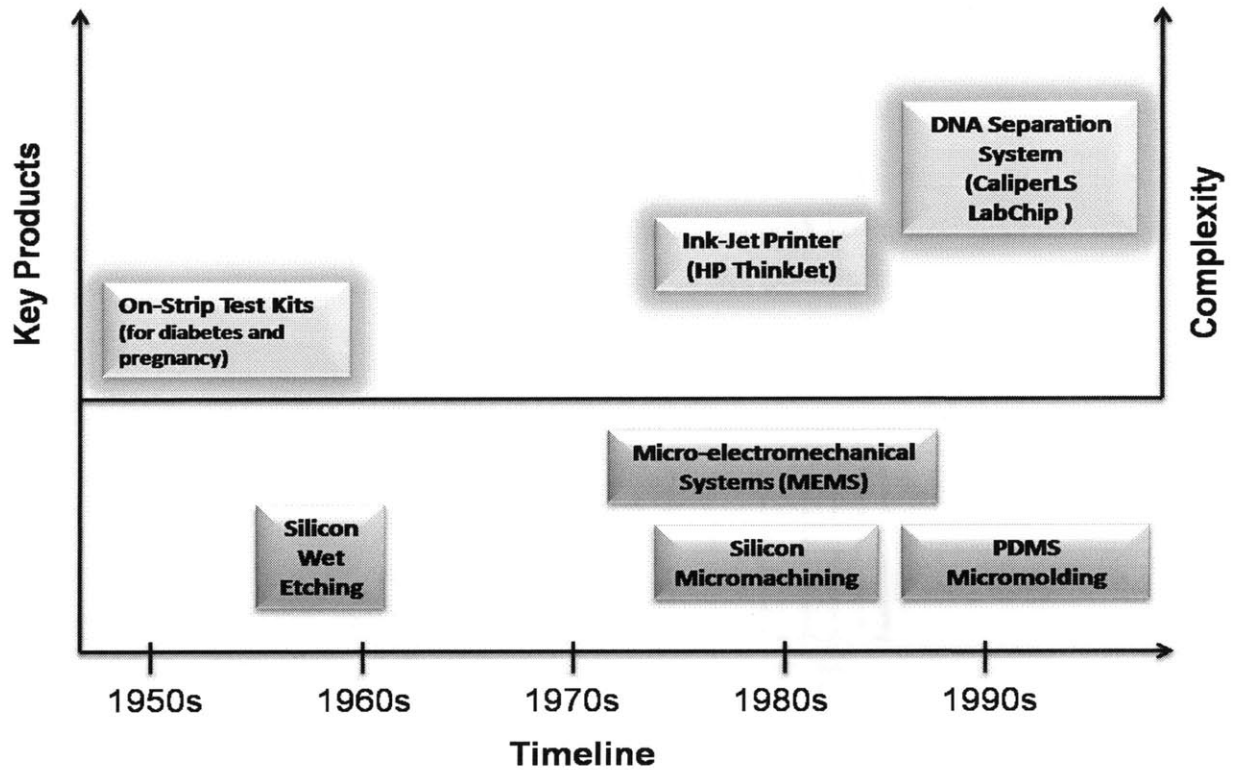 Key Products
Complexity
DNA Separation
System
(CaliperLS
LabChip )
Ink-Jet Printer
(HP ThinkJet)
On-Strip Test Kits
(for diabetes and
pregnancy)
Micro-electromechanical
Systems (MEMS)
Silicon
Wet
Etching
Silicon
Micromachining
PDMS
Micromolding
1950s 1960s 1970s 1980s 1990s
Timeline